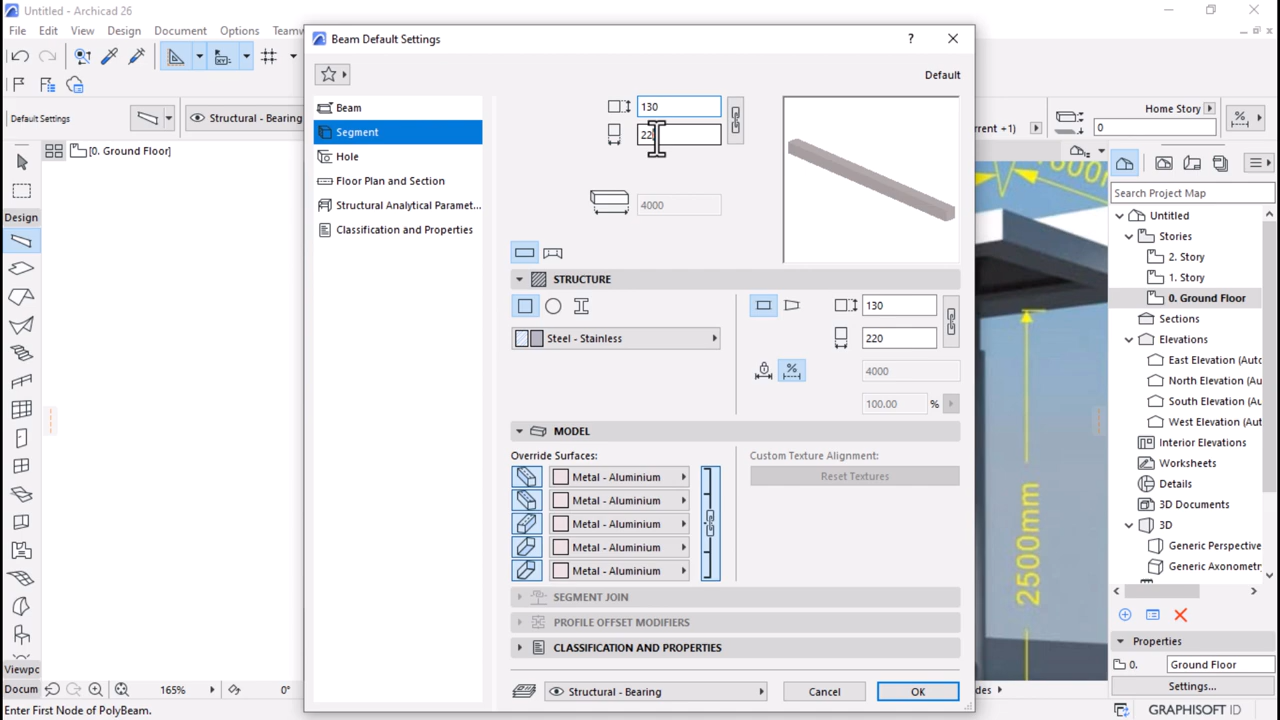 Untitled - Archicad 26
File Edit View Design Document Options Teamw
Default Settings
Structural - Bearing
[0. Ground Floor]
Design
Viewpc
Docum
165%
0°
Enter First Node of PolyBeam.
Beam Default Settings
?
Default
Beam
Segment
Hole
Floor Plan and Section
Structural Analytical Paramet...
Classification and Properties
130
22
4000
STRUCTURE
Steel - Stainless
130
220
4000
100.00 %
MODEL
Override Surfaces:
Custom Texture Alignment:
Metal - Aluminium
Reset Textures
Metal - Aluminium
Metal - Aluminium
Metal - Aluminium
Metal - Aluminium
SEGMENT JOIN
PROFILE OFFSET MODIFIERS
CLASSIFICATION AND PROPERTIES
Structural - Bearing
Cancel
OK
rrent +1)
Home Story
0
2500mm
Search Project Map
Untitled
Stories
2. Story
1. Story
0. Ground Floor
Sections
Elevations
East Elevation (Auto
North Elevation (Au
South Elevation (Au
West Elevation (Aut
Interior Elevations
Worksheets
Details
3D Documents
3D
Generic Perspective
Generic Axonometr
Properties
0. Ground Floor
Settings...
GRAPHISOFT ID